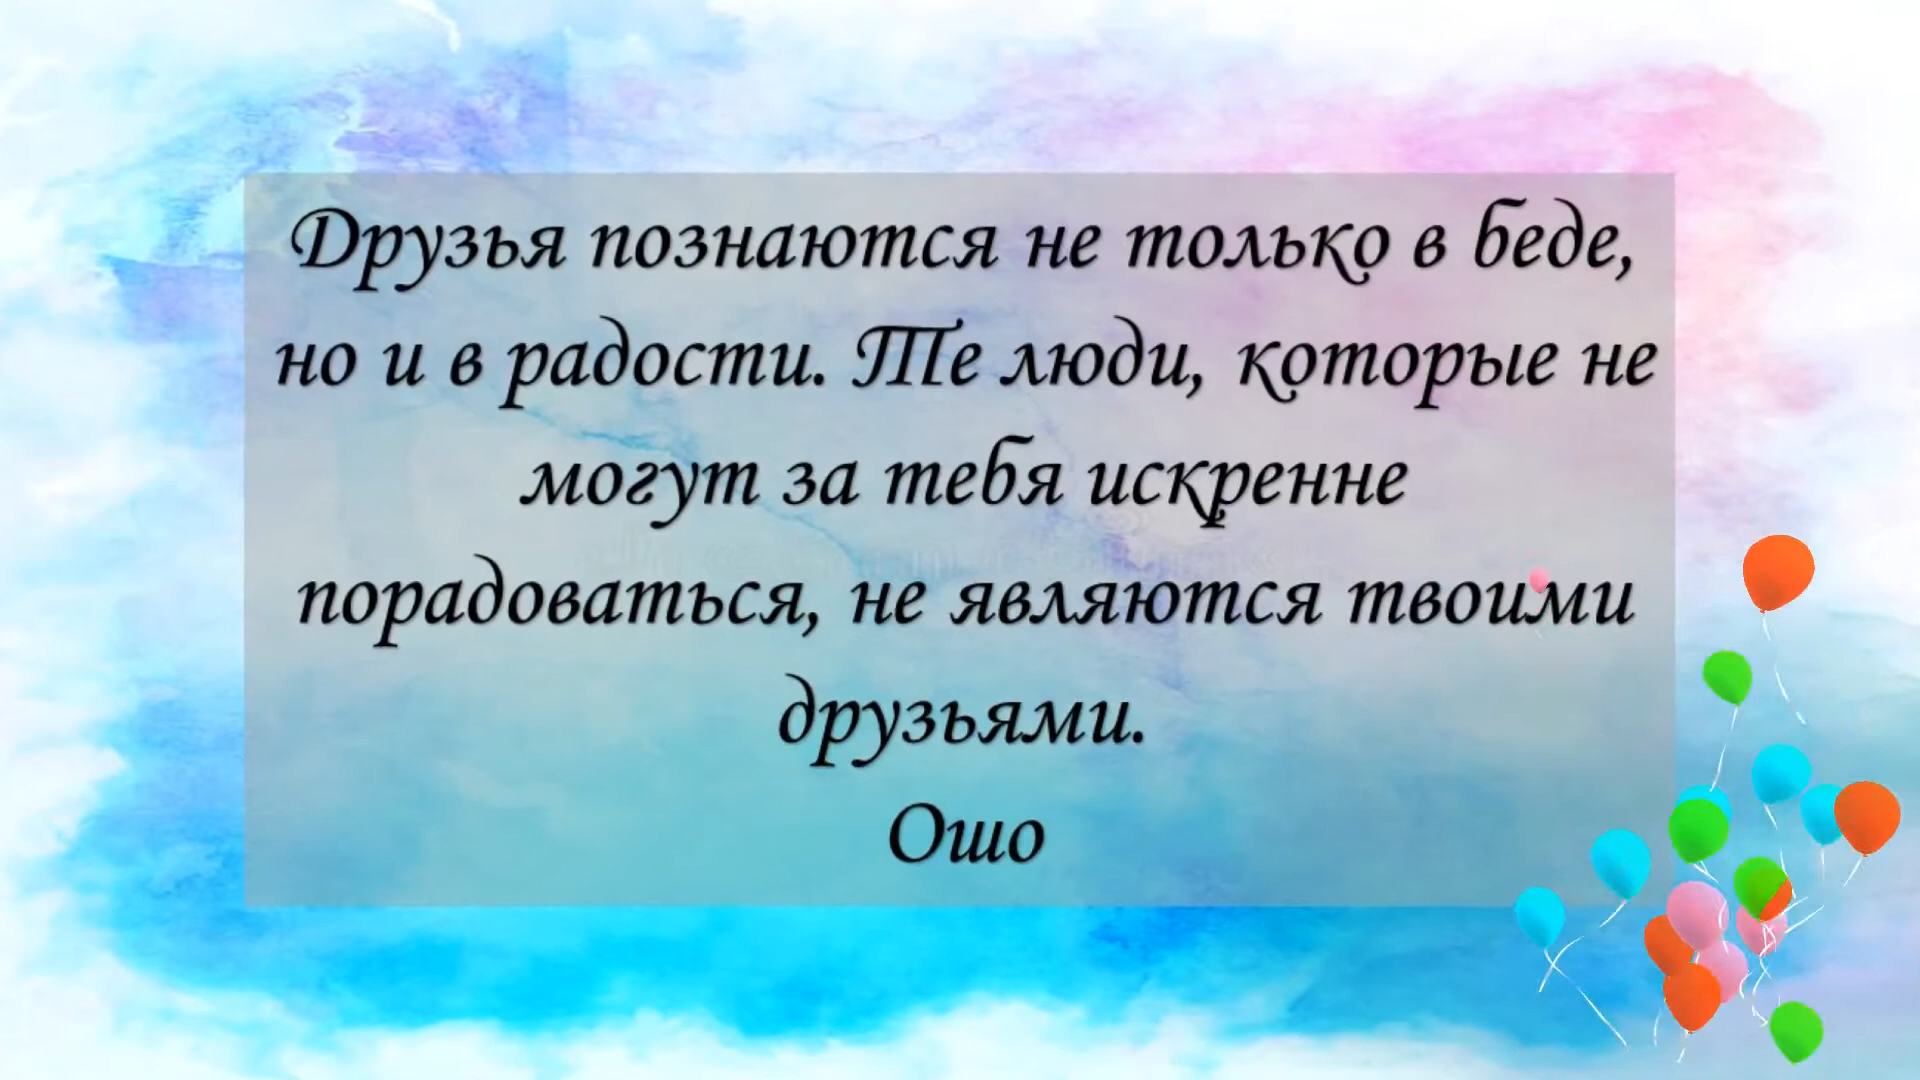 Друзья познаются не только в беде,
но и в радости. Те люди, которые не
могут за тебя искренне
порадоваться, не являются твоими
друзьями.
Ошо